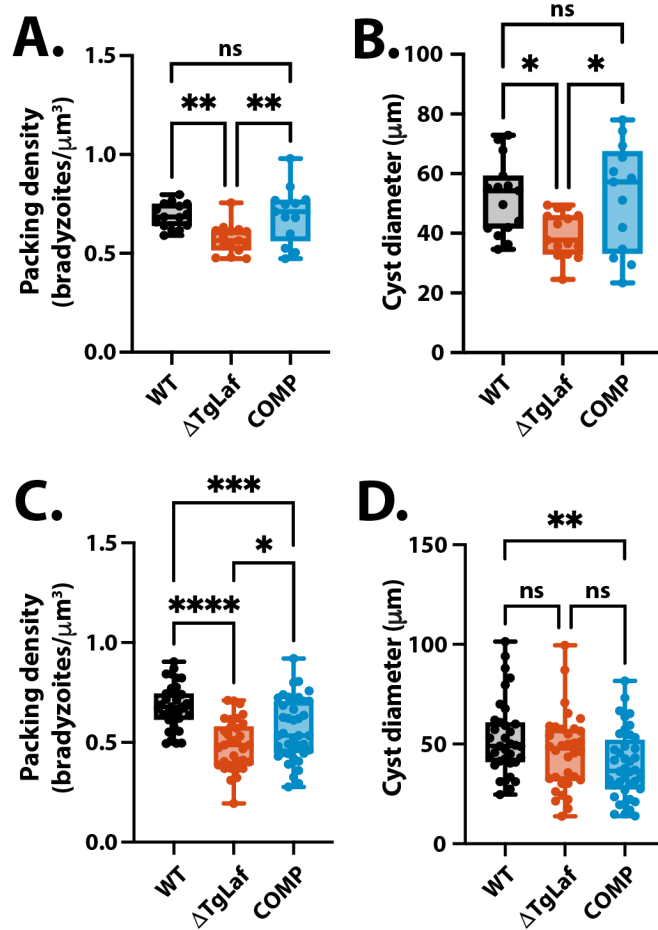 A.
ns
** **
1.5
1.0
0.5
0.0
Packing density
(bradyzoites/μm³)
WT
ΔTgLaf
COMP
B.
ns
* *
100
80
60
40
20
0
Cyst diameter (μm)
WT
ΔTgLaf
COMP
C.
***
*
****
1.5
1.0
0.5
0.0
Packing density
(bradyzoites/μm³)
WT
ΔTgLaf
COMP
D.
**
ns ns
150
100
50
0
Cyst diameter (μm)
WT
ΔTgLaf
COMP